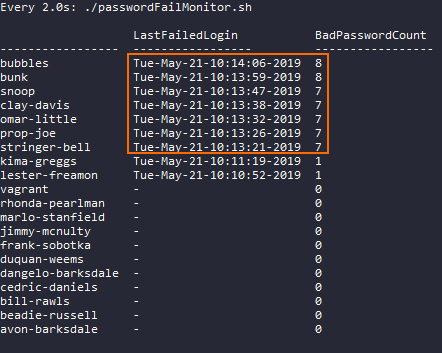 Every 2.0s: ./passwordFailMonitor.sh
LastFailedLogin BadPasswordCount
----------------- ----------------- ----------------
bubbles Tue-May-21-10:14:06-2019 8
bunk Tue-May-21-10:13:59-2019 8
snoop Tue-May-21-10:13:47-2019 7
clay-davis Tue-May-21-10:13:38-2019 7
omar-little Tue-May-21-10:13:32-2019 7
prop-joe Tue-May-21-10:13:26-2019 7
stringer-bell Tue-May-21-10:13:21-2019 7
kima-greggs Tue-May-21-10:11:19-2019 1
lester-freamon Tue-May-21-10:10:52-2019 1
vagrant - 0
rhonda-pearlman - 0
marlo-stanfield - 0
jimmy-mcnulty - 0
frank-sobotka - 0
duquan-weems - 0
dangelo-barksdale - 0
cedric-daniels - 0
bill-rawls - 0
beadie-russell - 0
avon-barksdale - 0